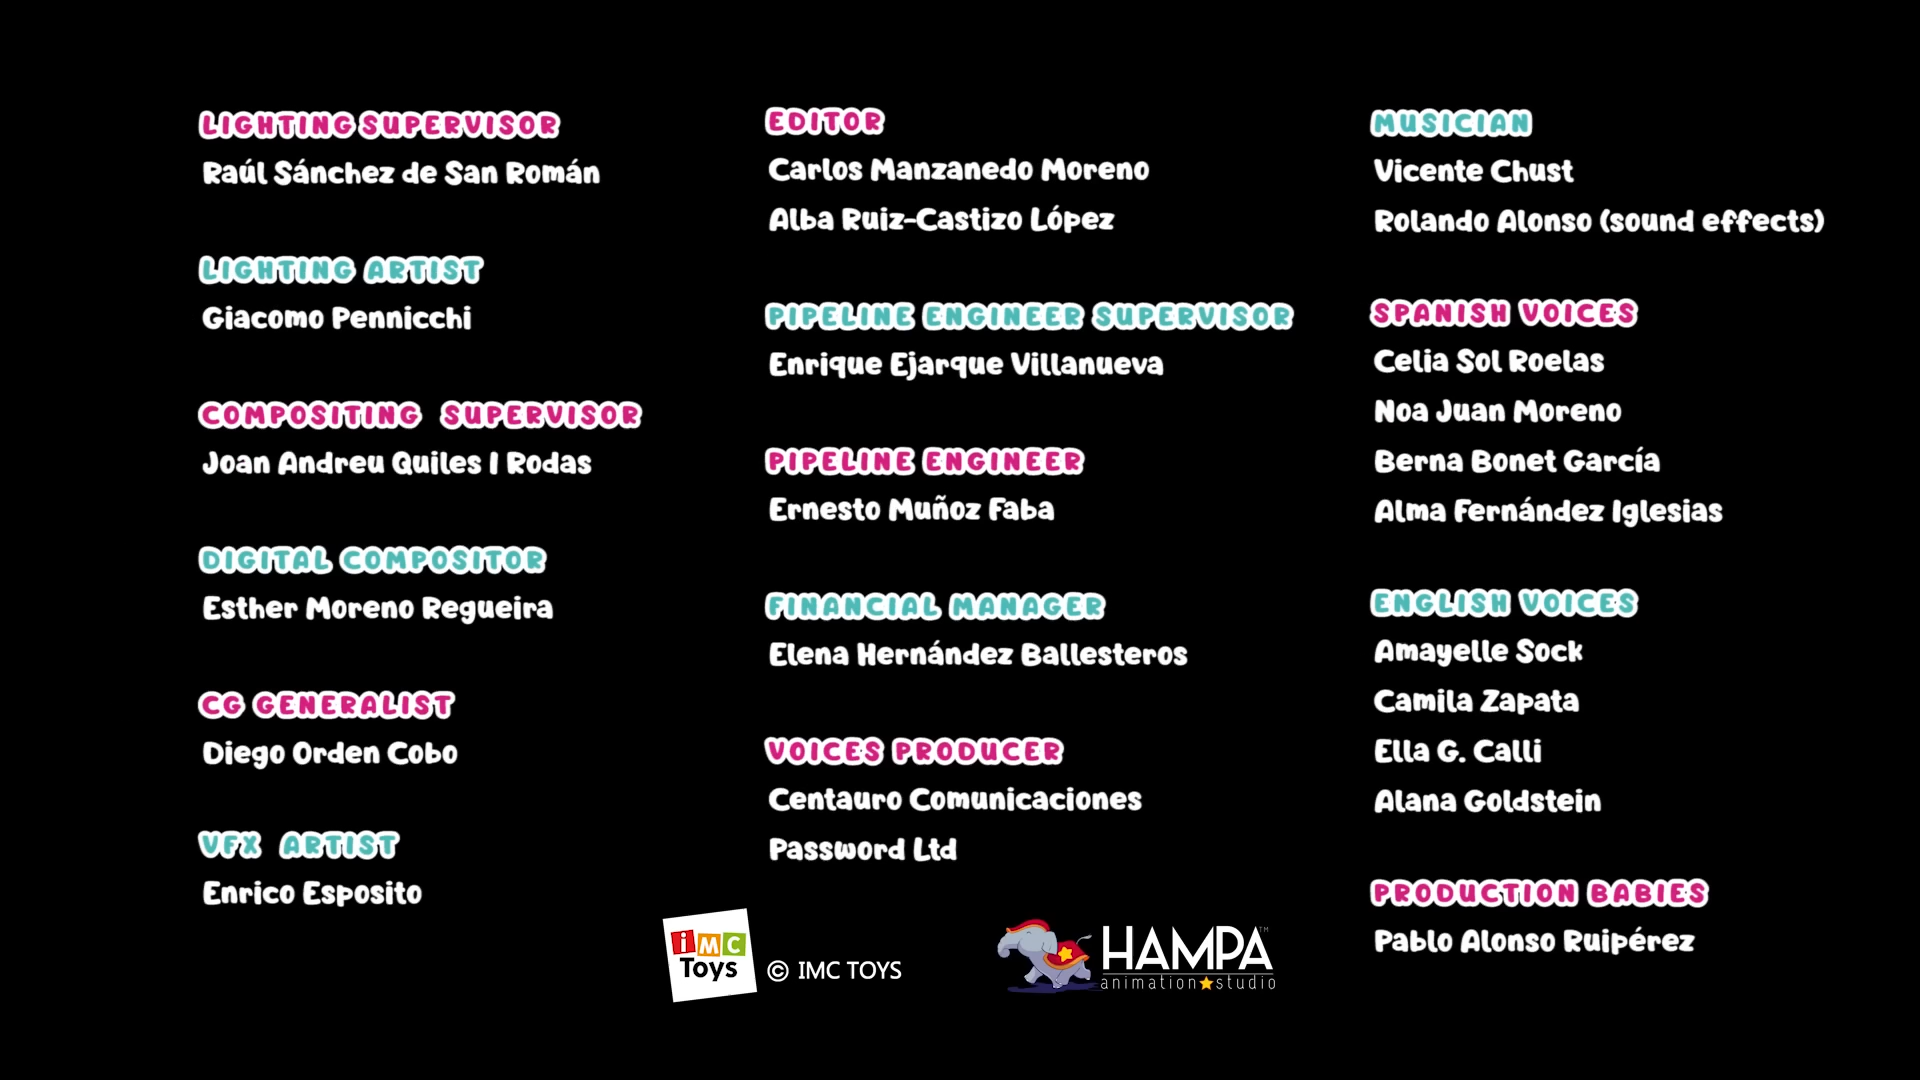 LIGHTING SUPERVISOR
Raúl Sánchez de San Román
LIGHTING ARTIST
Giacomo Pennicchi
COMPOSITING SUPERVISOR
Joan Andreu Quiles I Rodas
DIGITAL COMPOSITOR
Esther Moreno Regueira
CG GENERALIST
Diego Orden Cobo
VFX ARTIST
Enrico Esposito
EDITOR
Carlos Manzanedo Moreno
Alba Ruiz-Castizo López
PIPELINE ENGINEER SUPERVISOR
Enrique Ejarque Villanueva
PIPELINE ENGINEER
Ernesto Muñoz Faba
FINANCIAL MANAGER
Elena Hernández Ballesteros
VOICES PRODUCER
Centauro Comunicaciones
Password Ltd
MUSICIAN
Vicente Chust
Rolando Alonso (sound effects)
SPANISH VOICES
Celia Sol Roelas
Noa Juan Moreno
Berna Bonet García
Alma Fernández Iglesias
ENGLISH VOICES
Amayelle Sock
Camila Zapata
Ella G. Calli
Alana Goldstein
PRODUCTION BABIES
Pablo Alonso Ruipérez
iMC
Toys
© IMC TOYS
HAMPA™
animation studio